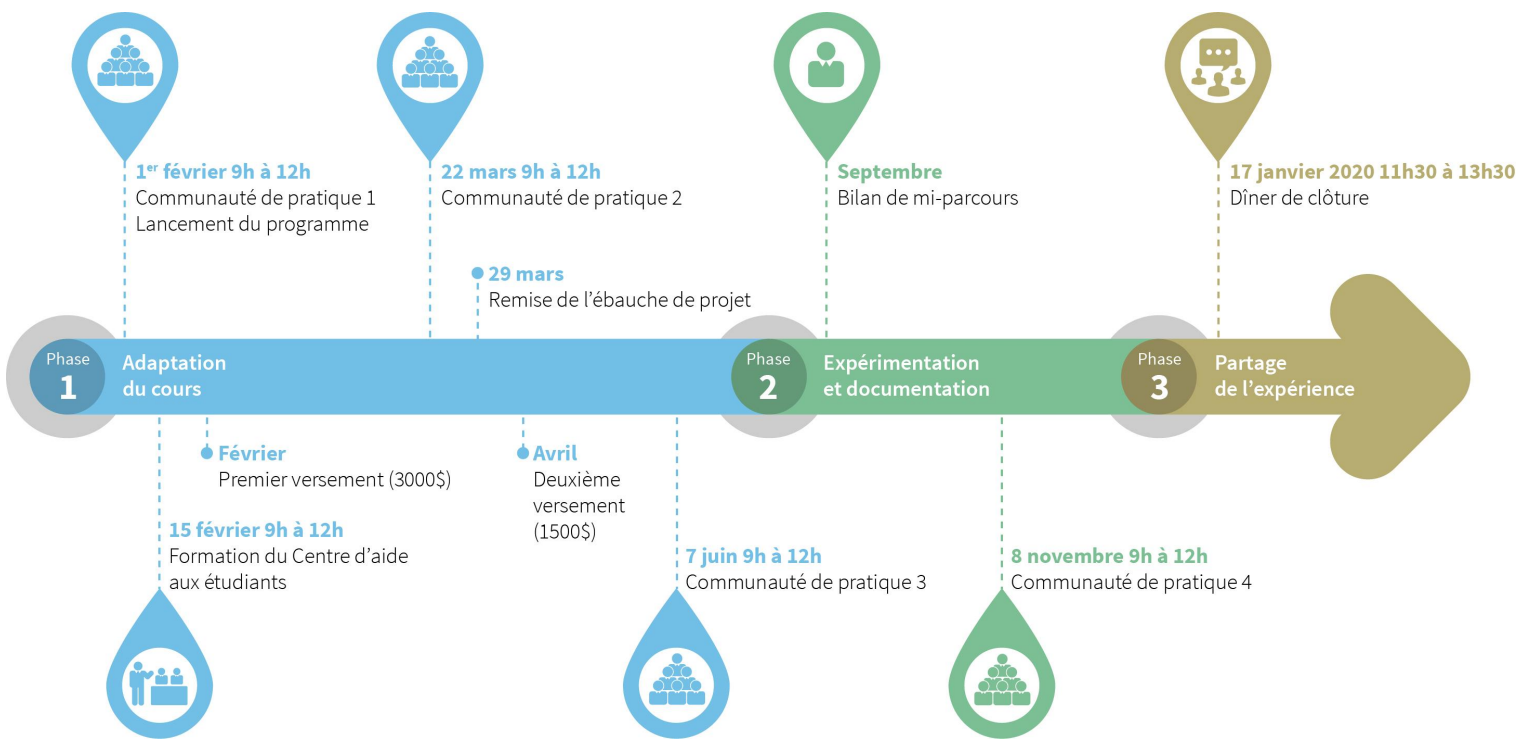 1er février 9h à 12h
Communauté de pratique 1
Lancement du programme
22 mars 9h à 12h
Communauté de pratique 2
Septembre
Bilan de mi-parcours
17 janvier 2020 11h30 à 13h30
Dîner de clôture
29 mars
Remise de l’ébauche de projet
Phase
1
Adaptation
du cours
Phase
2
Expérimentation
et documentation
Phase
3
Partage
de l’expérience
Février
Premier versement (3000$)
Avril
Deuxième
versement
(1500$)
15 février 9h à 12h
Formation du Centre d’aide
aux étudiants
7 juin 9h à 12h
Communauté de pratique 3
8 novembre 9h à 12h
Communauté de pratique 4